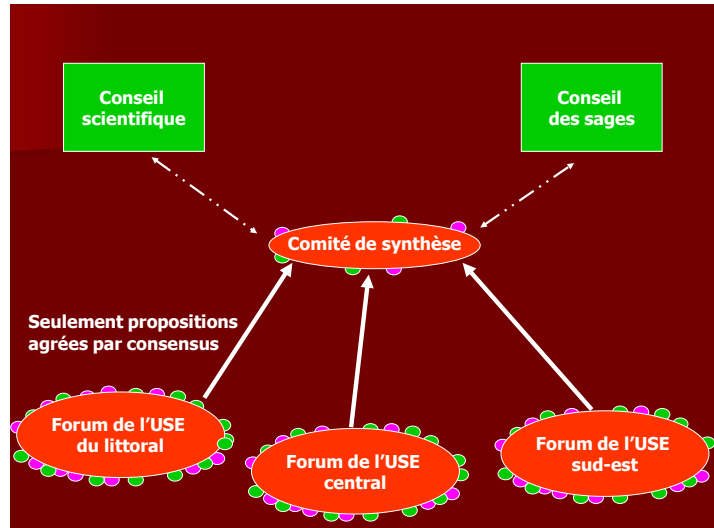 Conseil
scientifique
Conseil
des sages
Comité de synthèse
Seulement propositions
agrées par consensus
Forum de l'USE
du littoral
Forum de l'USE
central
Forum de l'USE
sud-est